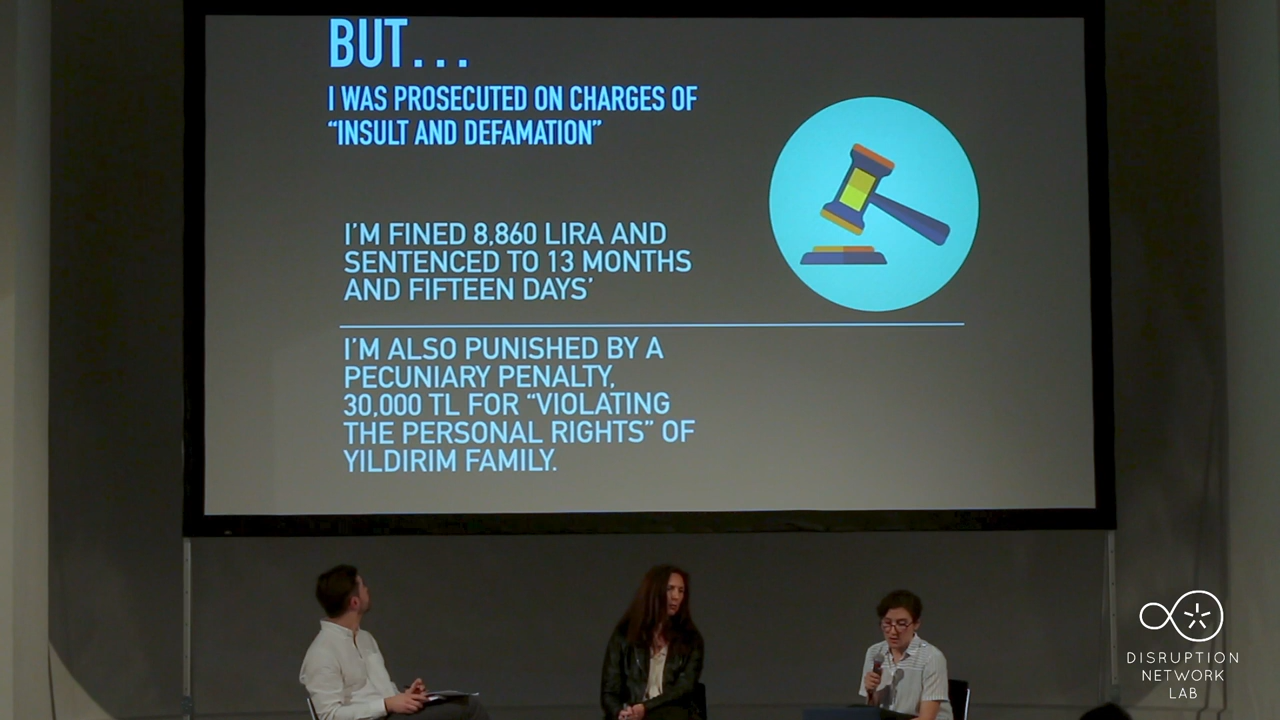 BUT...
I WAS PROSECUTED ON CHARGES OF
“INSULT AND DEFAMATION”
I’M FINED 8,860 LIRA AND
SENTENCED TO 13 MONTHS
AND FIFTEEN DAYS’
I’M ALSO PUNISHED BY A
PECUNIARY PENALTY,
30,000 TL FOR “VIOLATING
THE PERSONAL RIGHTS” OF
YILDIRIM FAMILY.
DISRUPTION
NETWORK
LAB